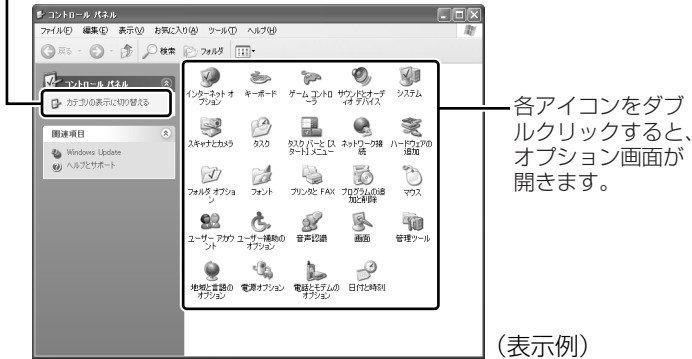 コントロール パネル
ファイル(F) 編集(E) 表示(V) お気に入り(A) ツール(T) ヘルプ(H)
戻る 検索 フォルダ
コントロール パネル
カテゴリの表示に切り替える
関連項目
Windows Update
ヘルプとサポート
インターネット オプション
キーボード
ゲーム コントローラ
サウンドとオーディオ デバイス
システム
スキャナとカメラ
タスク
タスク バーと [スタート] メニュー
ネットワーク接続
ハードウェアの追加
フォルダ オプション
フォント
プリンタと FAX
プログラムの追加と削除
マウス
ユーザー アカウント
ユーザー補助のオプション
音声認識
画面
管理ツール
地域と言語のオプション
電源オプション
電話とモデムのオプション
日付と時刻
各アイコンをダブ
ルクリックすると、
オプション画面が
開きます。
(表示例)